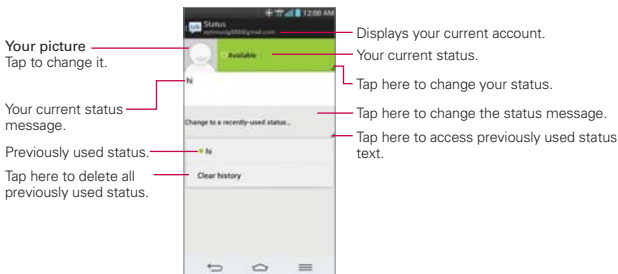 12:00 AM
Status
Displays your current account.
Your picture
Tap to change it.
Available
Your current status.
Tap here to change your status.
hi
Your current status
message.
Tap here to change the status message.
Change to a recently-used status...
Tap here to access previously used status
text.
Previously used status.
hi
Tap here to delete all
previously used status.
Clear history